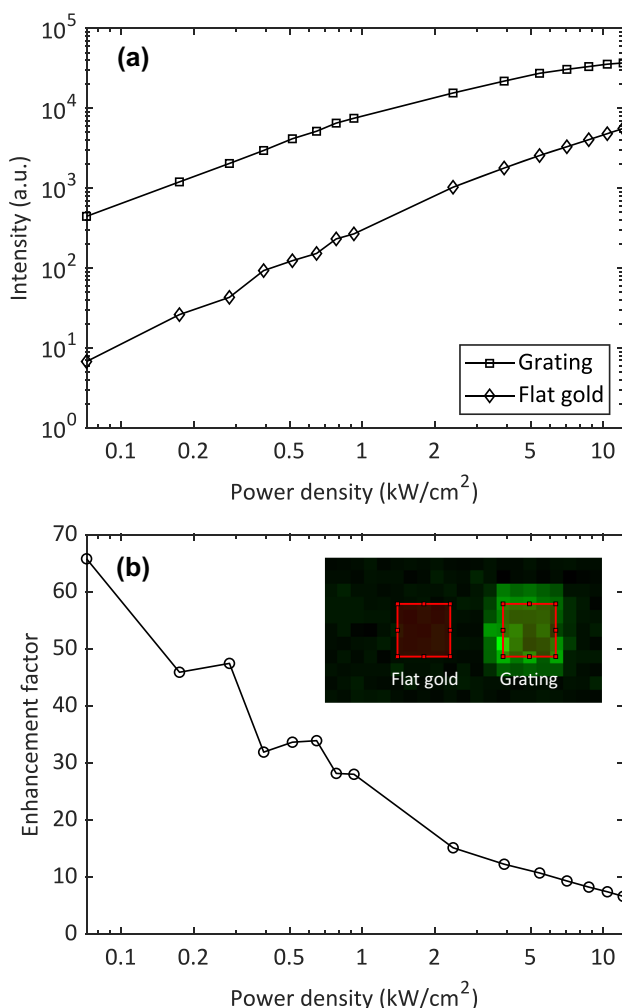 (a)
10^5
10^4
10^3
10^2
10^1
10^0
Intensity (a.u.)
Grating
Flat gold
0.1 0.2 0.5 1 2 5 10
Power density (kW/cm^2)
(b)
70
60
50
40
30
20
10
0
Enhancement factor
Flat gold Grating
0.1 0.2 0.5 1 2 5 10
Power density (kW/cm^2)